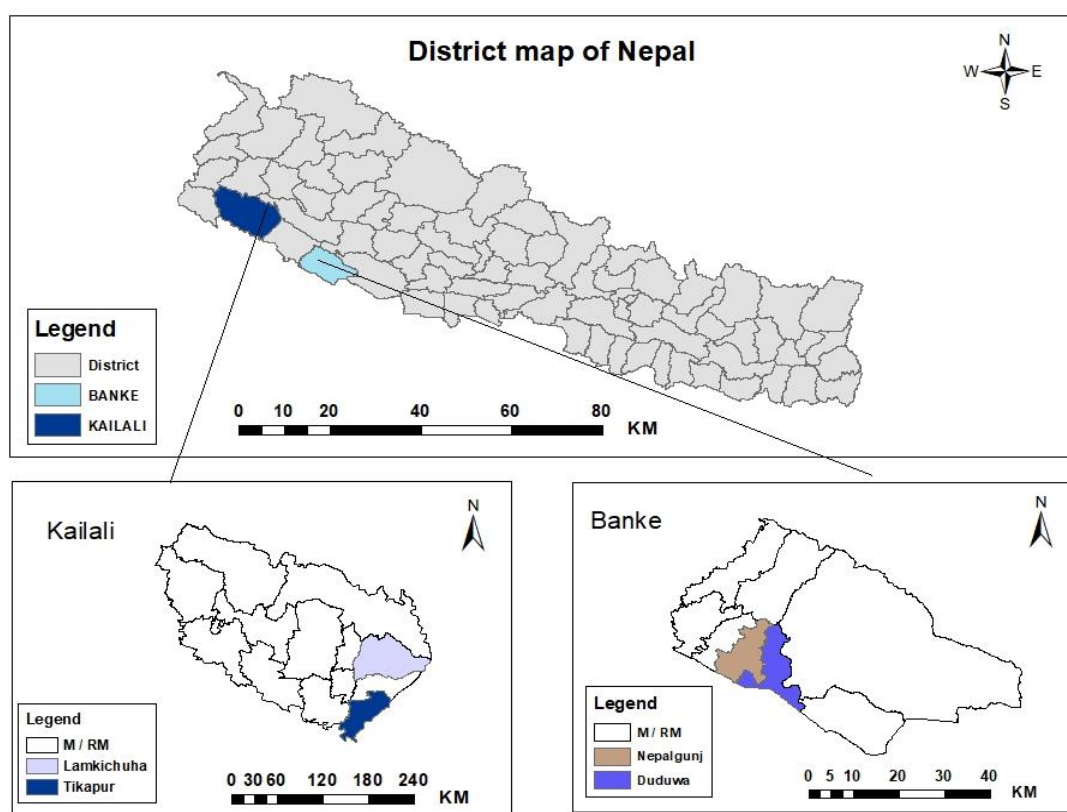 District map of Nepal
N
W E
S
Legend
District
BANKE
KAILALI
0 10 20 40 60 80
KM
Kailali
N
Legend
M / RM
Lamkichuha
Tikapur
0 30 60 120 180 240
KM
Banke
N
Legend
M / RM
Nepalgunj
Duduwa
0 5 10 20 30 40
KM